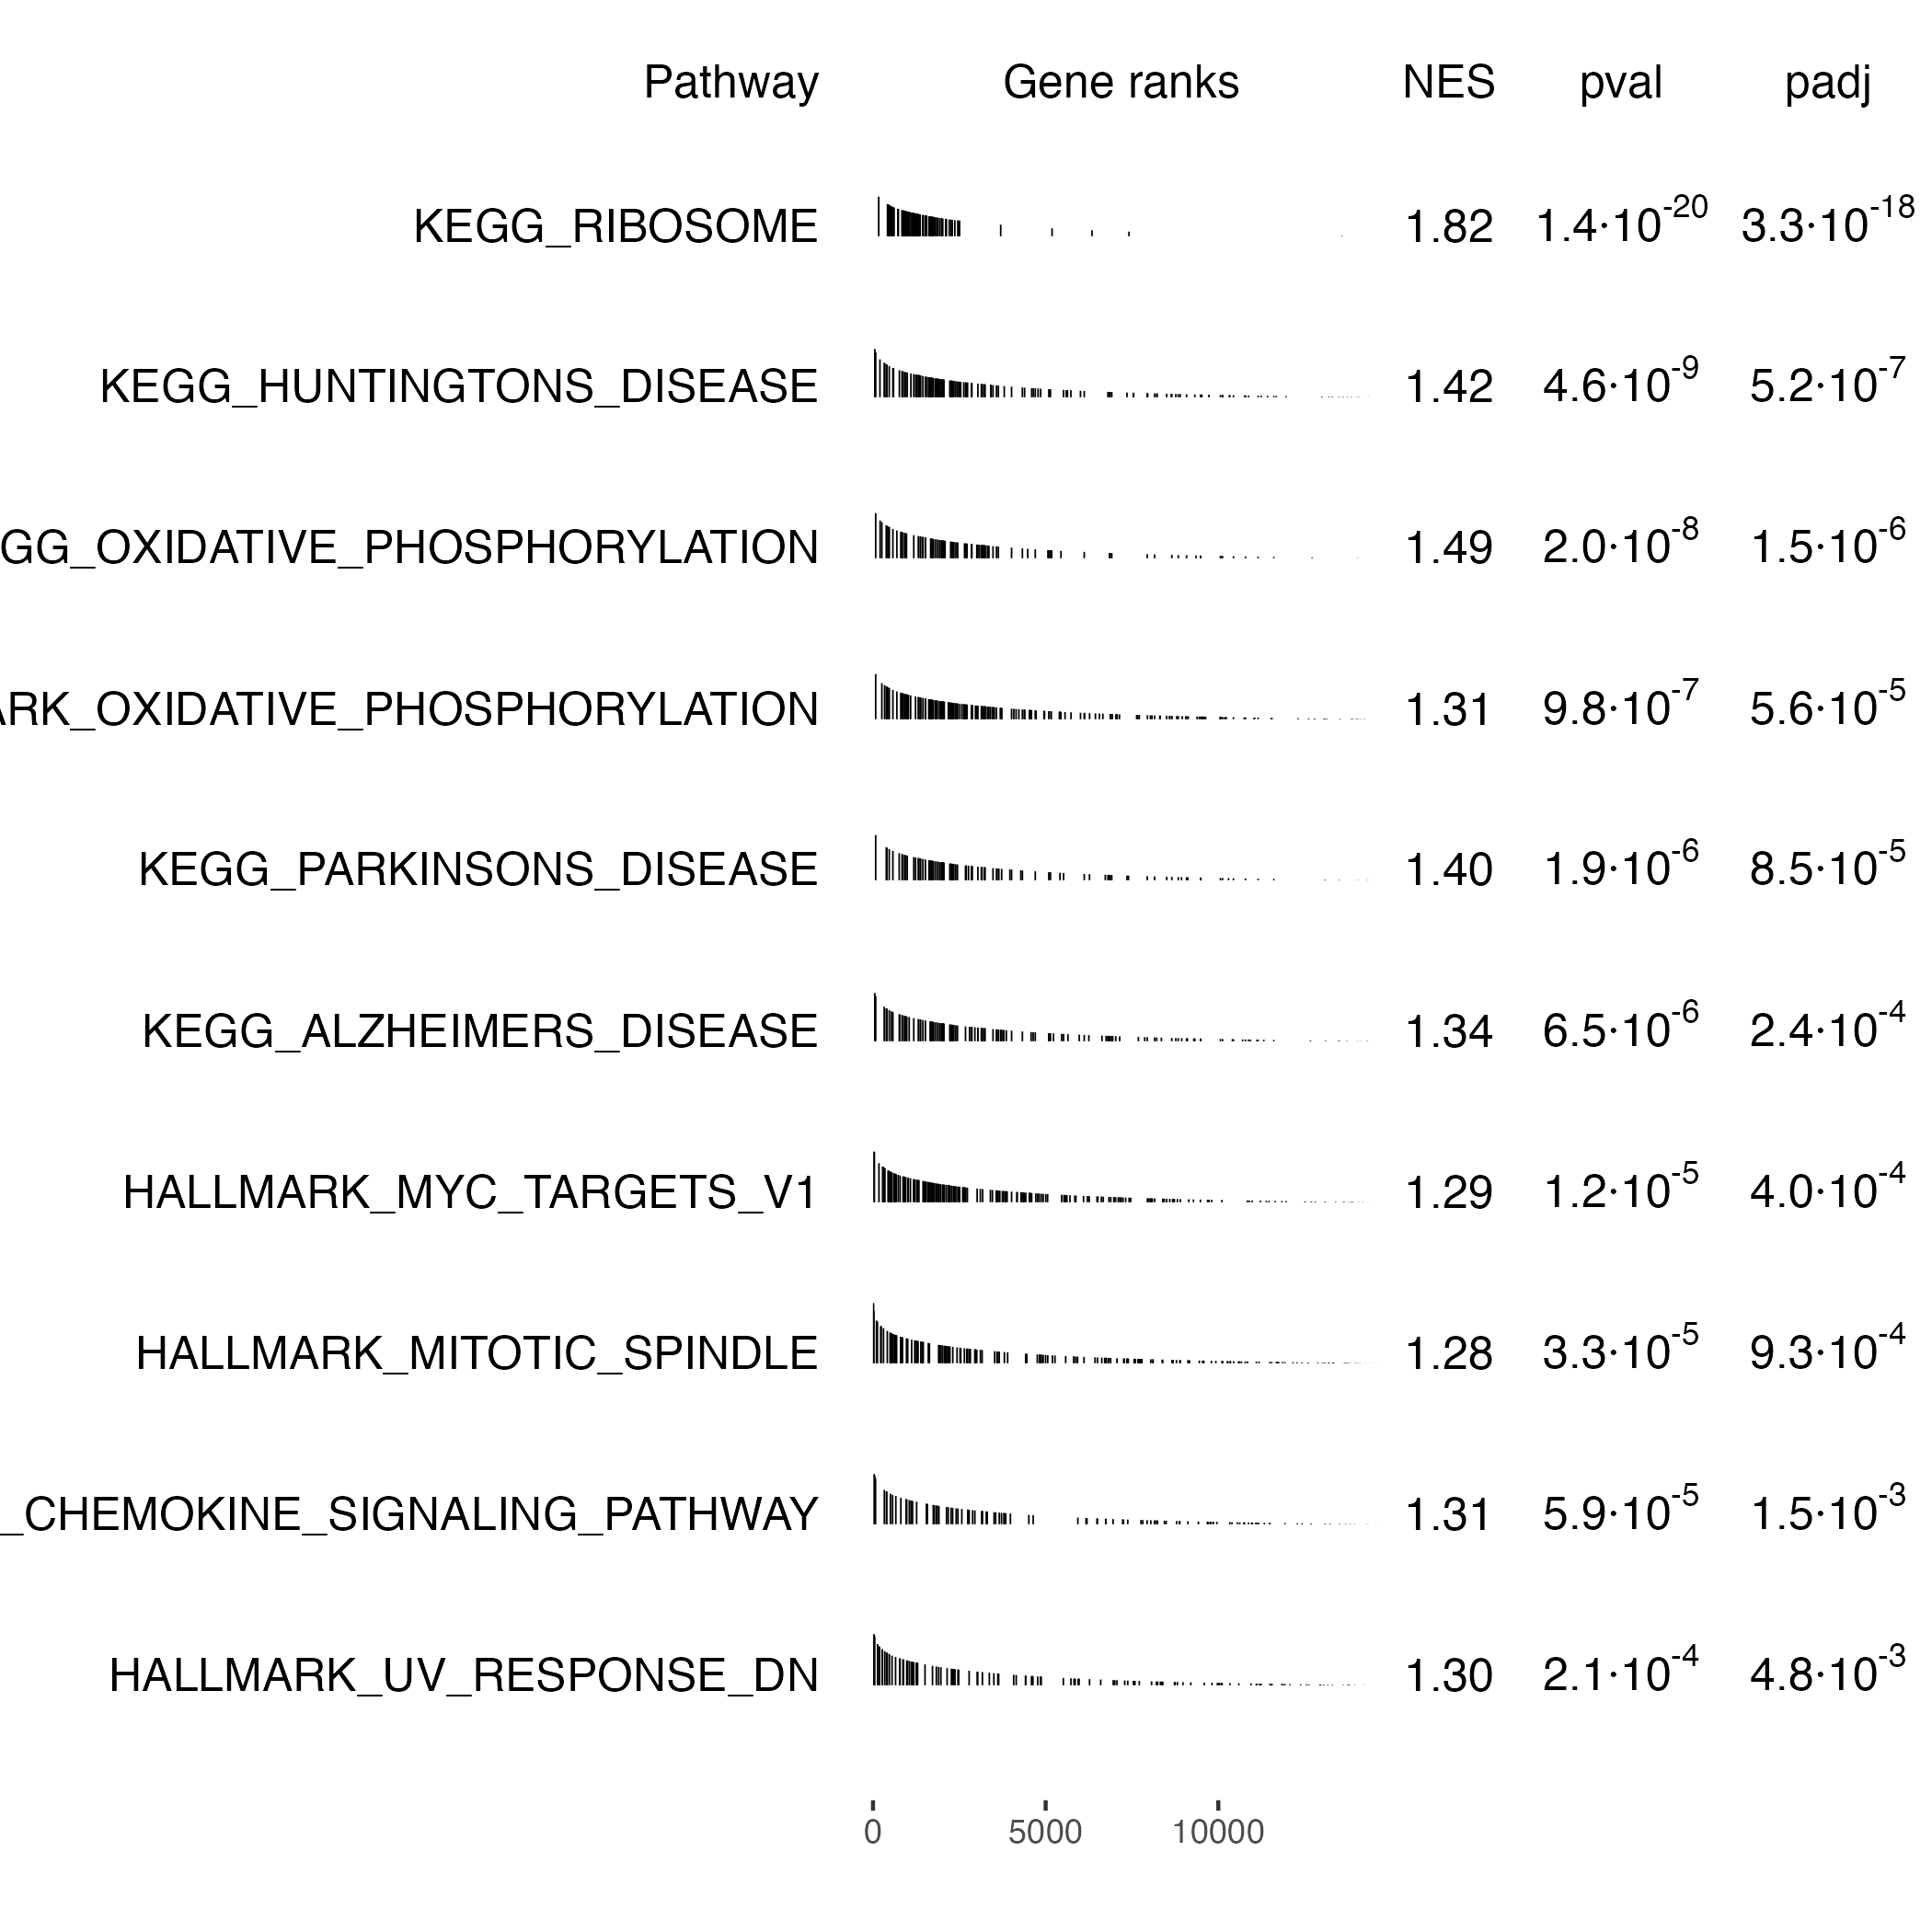 Pathway Gene ranks NES pval padj
KEGG_RIBOSOME 1.82 1.4·10^-20 3.3·10^-18
KEGG_HUNTINGTONS_DISEASE 1.42 4.6·10^-9 5.2·10^-7
GG_OXIDATIVE_PHOSPHORYLATION 1.49 2.0·10^-8 1.5·10^-6
ARK_OXIDATIVE_PHOSPHORYLATION 1.31 9.8·10^-7 5.6·10^-5
KEGG_PARKINSONS_DISEASE 1.40 1.9·10^-6 8.5·10^-5
KEGG_ALZHEIMERS_DISEASE 1.34 6.5·10^-6 2.4·10^-4
HALLMARK_MYC_TARGETS_V1 1.29 1.2·10^-5 4.0·10^-4
HALLMARK_MITOTIC_SPINDLE 1.28 3.3·10^-5 9.3·10^-4
_CHEMOKINE_SIGNALING_PATHWAY 1.31 5.9·10^-5 1.5·10^-3
HALLMARK_UV_RESPONSE_DN 1.30 2.1·10^-4 4.8·10^-3
0 5000 10000